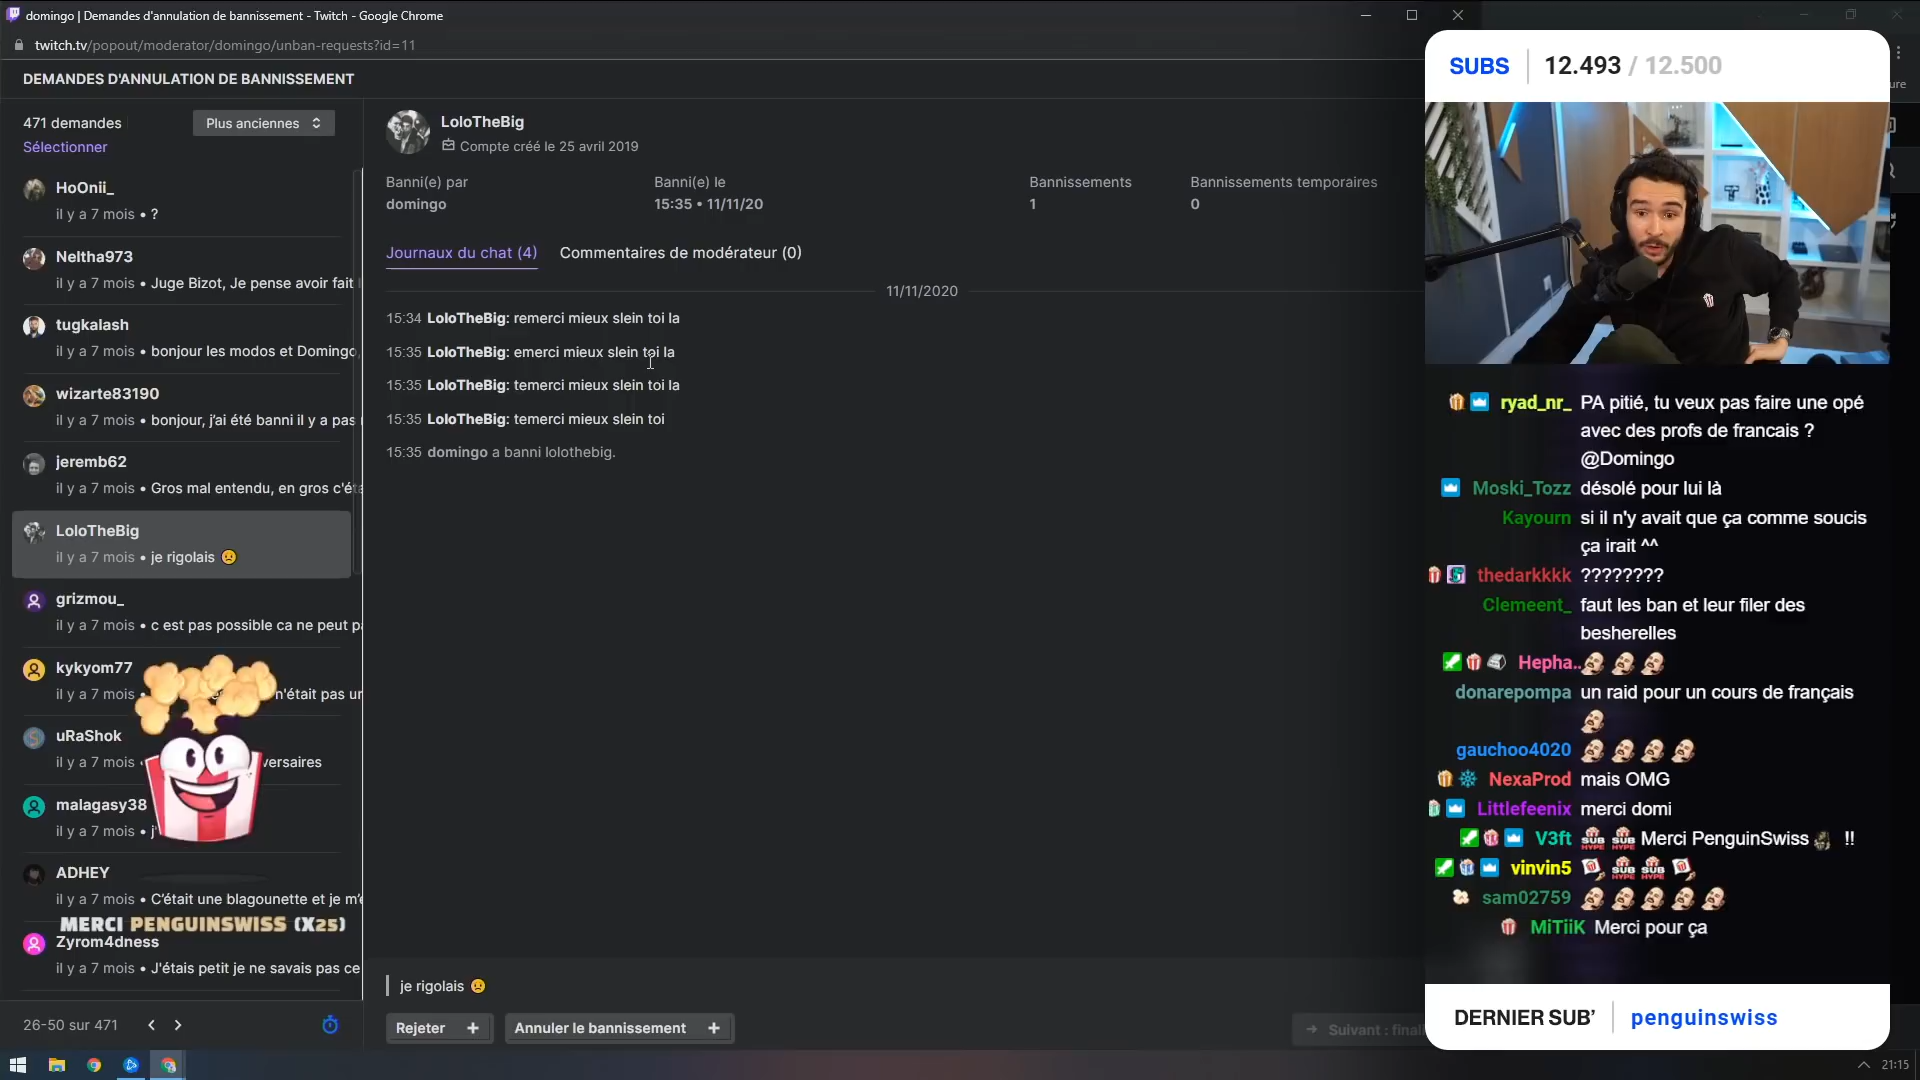 domingo | Demandes d'annulation de bannissement - Twitch - Google Chrome
twitch.tv/popout/moderator/domingo/unban-requests?id=11
DEMANDES D'ANNULATION DE BANNISSEMENT
471 demandes
Plus anciennes
Sélectionner
HoOnii_
il y a 7 mois • ?
Neltha973
il y a 7 mois • Juge Bizot, Je pense avoir fait
tugkalash
il y a 7 mois • bonjour les modos et Domingo,
wizarte83190
il y a 7 mois • bonjour, j'ai été banni il y a pas
jeremb62
il y a 7 mois • Gros mal entendu, en gros c'éta
LoloTheBig
il y a 7 mois • je rigolais 😟
grizmou_
il y a 7 mois • c est pas possible ca ne peut pa
kykyom77
il y a 7 mois • n'était pas un
uRaShok
il y a 7 mois • versaires
malagasy38
il y a 7 mois • j'
ADHEY
il y a 7 mois • C'était une blagounette et je m'e
MERCI PENGUINSWISS (X25)
Zyrom4dness
il y a 7 mois • J'étais petit je ne savais pas ce
26-50 sur 471
LoloTheBig
Compte créé le 25 avril 2019
Banni(e) par
domingo
Banni(e) le
15:35 • 11/11/20
Bannissements
1
Bannissements temporaires
0
Journaux du chat (4)
Commentaires de modérateur (0)
11/11/2020
15:34 LoloTheBig: remerci mieux slein toi la
15:35 LoloTheBig: emerci mieux slein toi la
15:35 LoloTheBig: temerci mieux slein toi la
15:35 LoloTheBig: temerci mieux slein toi
15:35 domingo a banni lolothebig.
je rigolais 😟
Rejeter +
Annuler le bannissement +
→ Suivant : final
SUBS 12.493 / 12.500
ryad_nr_ PA pitié, tu veux pas faire une opé
avec des profs de francais ?
@Domingo
Moski_Tozz désolé pour lui là
Kayourn si il n'y avait que ça comme soucis
ça irait ^^
thedarkkkk ????????
Clemeent_ faut les ban et leur filer des
besherelles
Hepha..
donarepompa un raid pour un cours de français
gauchoo4020
NexaProd mais OMG
Littlefeenix merci domi
V3ft SUB HYPE SUB HYPE Merci PenguinSwiss !!
vinvin5 SUB HYPE SUB HYPE
sam02759
MiTiiK Merci pour ça
DERNIER SUB' penguinswiss
21:15
ure